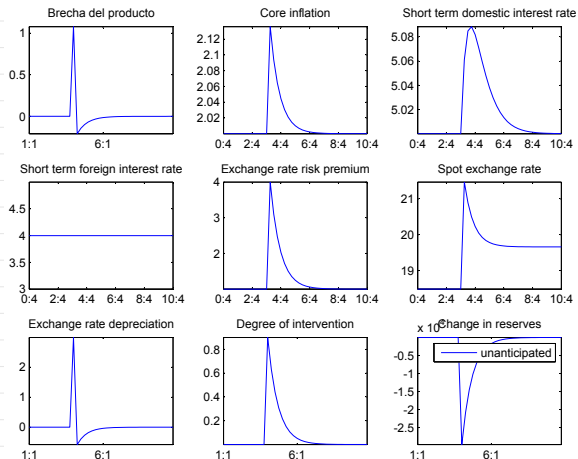 Brecha del producto
Core inflation
Short term domestic interest rate
1
0
1:1 6:1
2.12
2.1
2.08
2.06
2.04
2.02
0:4 2:4 4:4 6:4 8:4 10:4
5.08
5.06
5.04
5.02
0:4 2:4 4:4 6:4 8:4 10:4
Short term foreign interest rate
Exchange rate risk premium
Spot exchange rate
5
4
3
0:4 2:4 4:4 6:4 8:4 10:4
4
3
2
0:4 2:4 4:4 6:4 8:4 10:4
21
20
19
0:4 2:4 4:4 6:4 8:4 10:4
Exchange rate depreciation
Degree of intervention
Change in reserves
2
1
0
1:1 6:1
0.8
0.6
0.4
0.2
1:1 6:1
x 10
unanticipated
-0.5
-1
-1.5
-2
-2.5
1:1 6:1